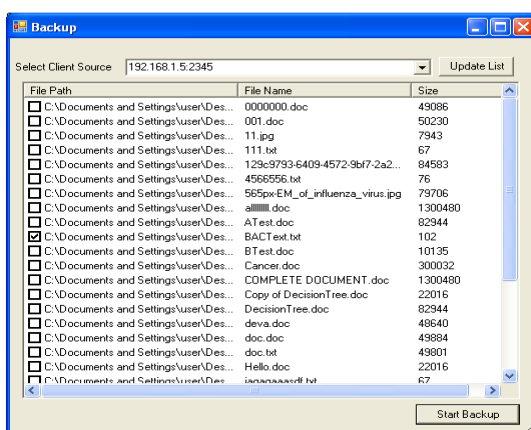 Backup
Select Client Source 192.168.1.5:2345 Update List
File Path File Name Size
C:\Documents and Settings\user\Des... 0000000.doc 49086
C:\Documents and Settings\user\Des... 001.doc 50230
C:\Documents and Settings\user\Des... 11.jpg 7943
C:\Documents and Settings\user\Des... 111.txt 67
C:\Documents and Settings\user\Des... 129c9793-6409-4572-9bf7-2a2... 84583
C:\Documents and Settings\user\Des... 4566556.txt 76
C:\Documents and Settings\user\Des... 565px-EM_of_influenza_virus.jpg 79706
C:\Documents and Settings\user\Des... 1300480
C:\Documents and Settings\user\Des... ATest.doc 82944
C:\Documents and Settings\user\Des... BACText.txt 102
C:\Documents and Settings\user\Des... BTest.doc 10135
C:\Documents and Settings\user\Des... Cancer.doc 300032
C:\Documents and Settings\user\Des... COMPLETE DOCUMENT.doc 1300480
C:\Documents and Settings\user\Des... Copy of DecisionTree.doc 22016
C:\Documents and Settings\user\Des... DecisionTree.doc 82944
C:\Documents and Settings\user\Des... deva.doc 48640
C:\Documents and Settings\user\Des... doc.doc 49884
C:\Documents and Settings\user\Des... doc.txt 49801
C:\Documents and Settings\user\Des... Hello.doc 22016
C:\Documents and Settings\user\Des... 67
Start Backup